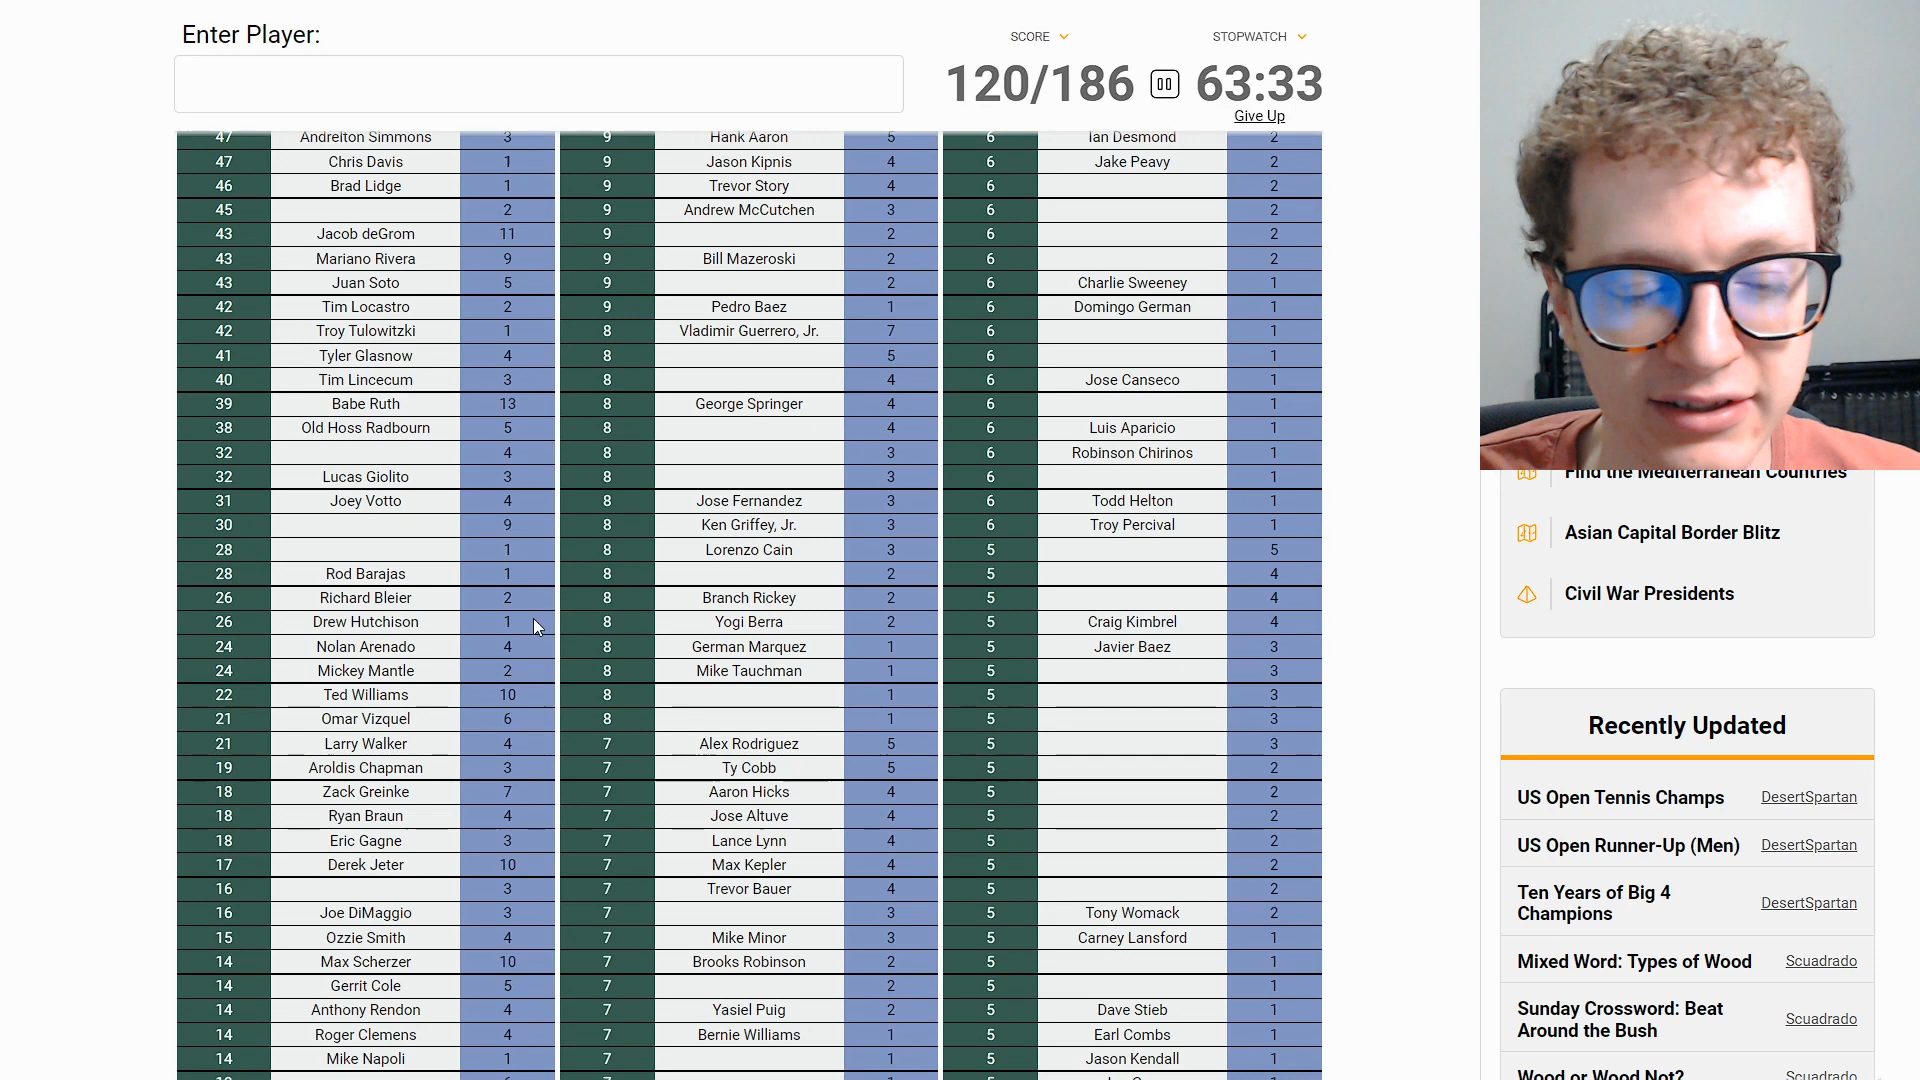 Enter Player:
SCORE
STOPWATCH
120/186
63:33
Give Up
47 Andrelton Simmons 3
47 Chris Davis 1
46 Brad Lidge 1
45 2
43 Jacob deGrom 11
43 Mariano Rivera 9
43 Juan Soto 5
42 Tim Locastro 2
42 Troy Tulowitzki 1
41 Tyler Glasnow 4
40 Tim Lincecum 3
39 Babe Ruth 13
38 Old Hoss Radbourn 5
32 4
32 Lucas Giolito 3
31 Joey Votto 4
30 9
28 1
28 Rod Barajas 1
26 Richard Bleier 2
26 Drew Hutchison 1
24 Nolan Arenado 4
24 Mickey Mantle 2
22 Ted Williams 10
21 Omar Vizquel 6
21 Larry Walker 4
19 Aroldis Chapman 3
18 Zack Greinke 7
18 Ryan Braun 4
18 Eric Gagne 3
17 Derek Jeter 10
16 3
16 Joe DiMaggio 3
15 Ozzie Smith 4
14 Max Scherzer 10
14 Gerrit Cole 5
14 Anthony Rendon 4
14 Roger Clemens 4
14 Mike Napoli 1
9 Hank Aaron 5
9 Jason Kipnis 4
9 Trevor Story 4
9 Andrew McCutchen 3
9 2
9 Bill Mazeroski 2
9 2
9 Pedro Baez 1
8 Vladimir Guerrero, Jr. 7
8 5
8 4
8 George Springer 4
8 4
8 3
8 3
8 Jose Fernandez 3
8 Ken Griffey, Jr. 3
8 Lorenzo Cain 3
8 2
8 Branch Rickey 2
8 Yogi Berra 2
8 German Marquez 1
8 Mike Tauchman 1
8 1
8 1
7 Alex Rodriguez 5
7 Ty Cobb 5
7 Aaron Hicks 4
7 Jose Altuve 4
7 Lance Lynn 4
7 Max Kepler 4
7 Trevor Bauer 4
7 3
7 Mike Minor 3
7 Brooks Robinson 2
7 2
7 Yasiel Puig 2
7 Bernie Williams 1
7 1
6 Ian Desmond 2
6 Jake Peavy 2
6 2
6 2
6 2
6 2
6 Charlie Sweeney 1
6 Domingo German 1
6 1
6 1
6 Jose Canseco 1
6 1
6 Luis Aparicio 1
6 Robinson Chirinos 1
6 1
6 Todd Helton 1
6 Troy Percival 1
5 5
5 4
5 4
5 Craig Kimbrel 4
5 Javier Baez 3
5 3
5 3
5 3
5 3
5 2
5 2
5 2
5 2
5 2
5 2
5 Tony Womack 2
5 Carney Lansford 1
5 1
5 1
5 Dave Stieb 1
5 Earl Combs 1
5 Jason Kendall 1
Find the Mediterranean Countries
Asian Capital Border Blitz
Civil War Presidents
Recently Updated
US Open Tennis Champs DesertSpartan
US Open Runner-Up (Men) DesertSpartan
Ten Years of Big 4
Champions DesertSpartan
Mixed Word: Types of Wood Scuadrado
Sunday Crossword: Beat
Around the Bush Scuadrado
Wood or Wood Not? Scuadrado